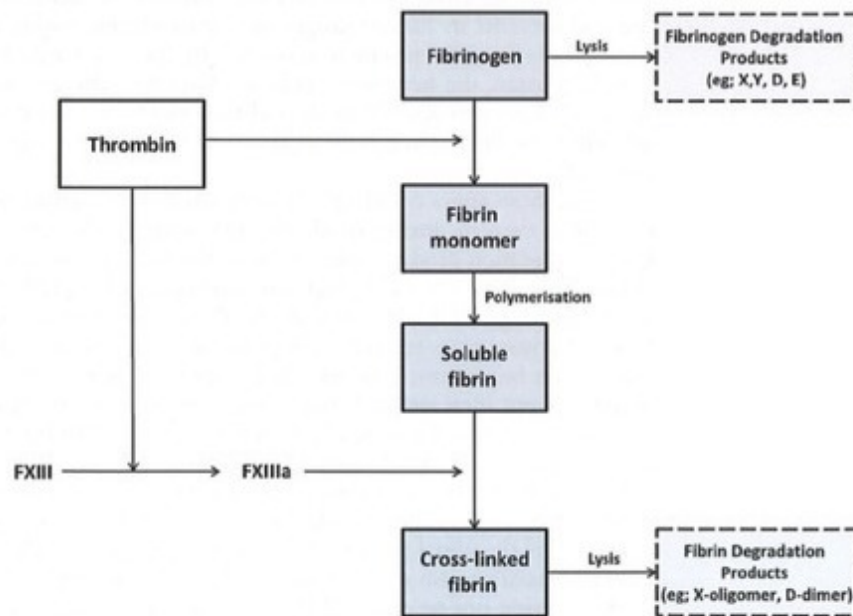 Fibrinogen
Lysis
Fibrinogen Degradation
Products
(eg; X,Y, D, E)
Thrombin
Fibrin
monomer
Polymerisation
Soluble
fibrin
FXIII
FXIIIa
Cross-linked
fibrin
Lysis
Fibrin Degradation
Products
(eg; X-oligomer, D-dimer)